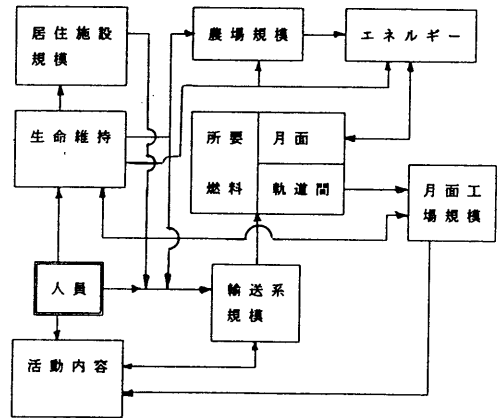 居住施設
規模
農場規模
エネルギー
生命維持
所要
燃料
月面
軌道間
月面工
場規模
人員
輸送系
規模
活動内容